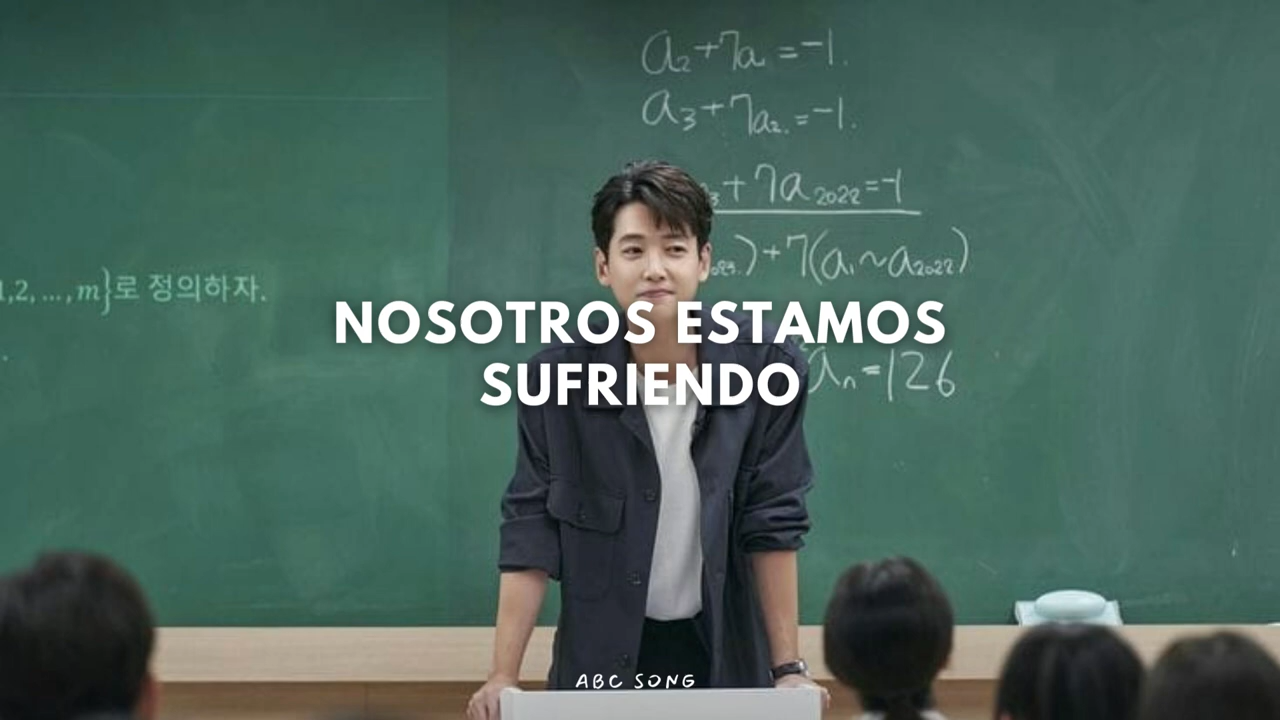 a₂+7a₁=-1.
a₃+7a₂.=-1.
₃+7a₂₀₂₂=-1
)+7(a₁~a₂₀₂₂)
1,2,...,m}로 정의하자.
NOSOTROS ESTAMOS
SUFRIENDO
aₙ=126
ABC SONG